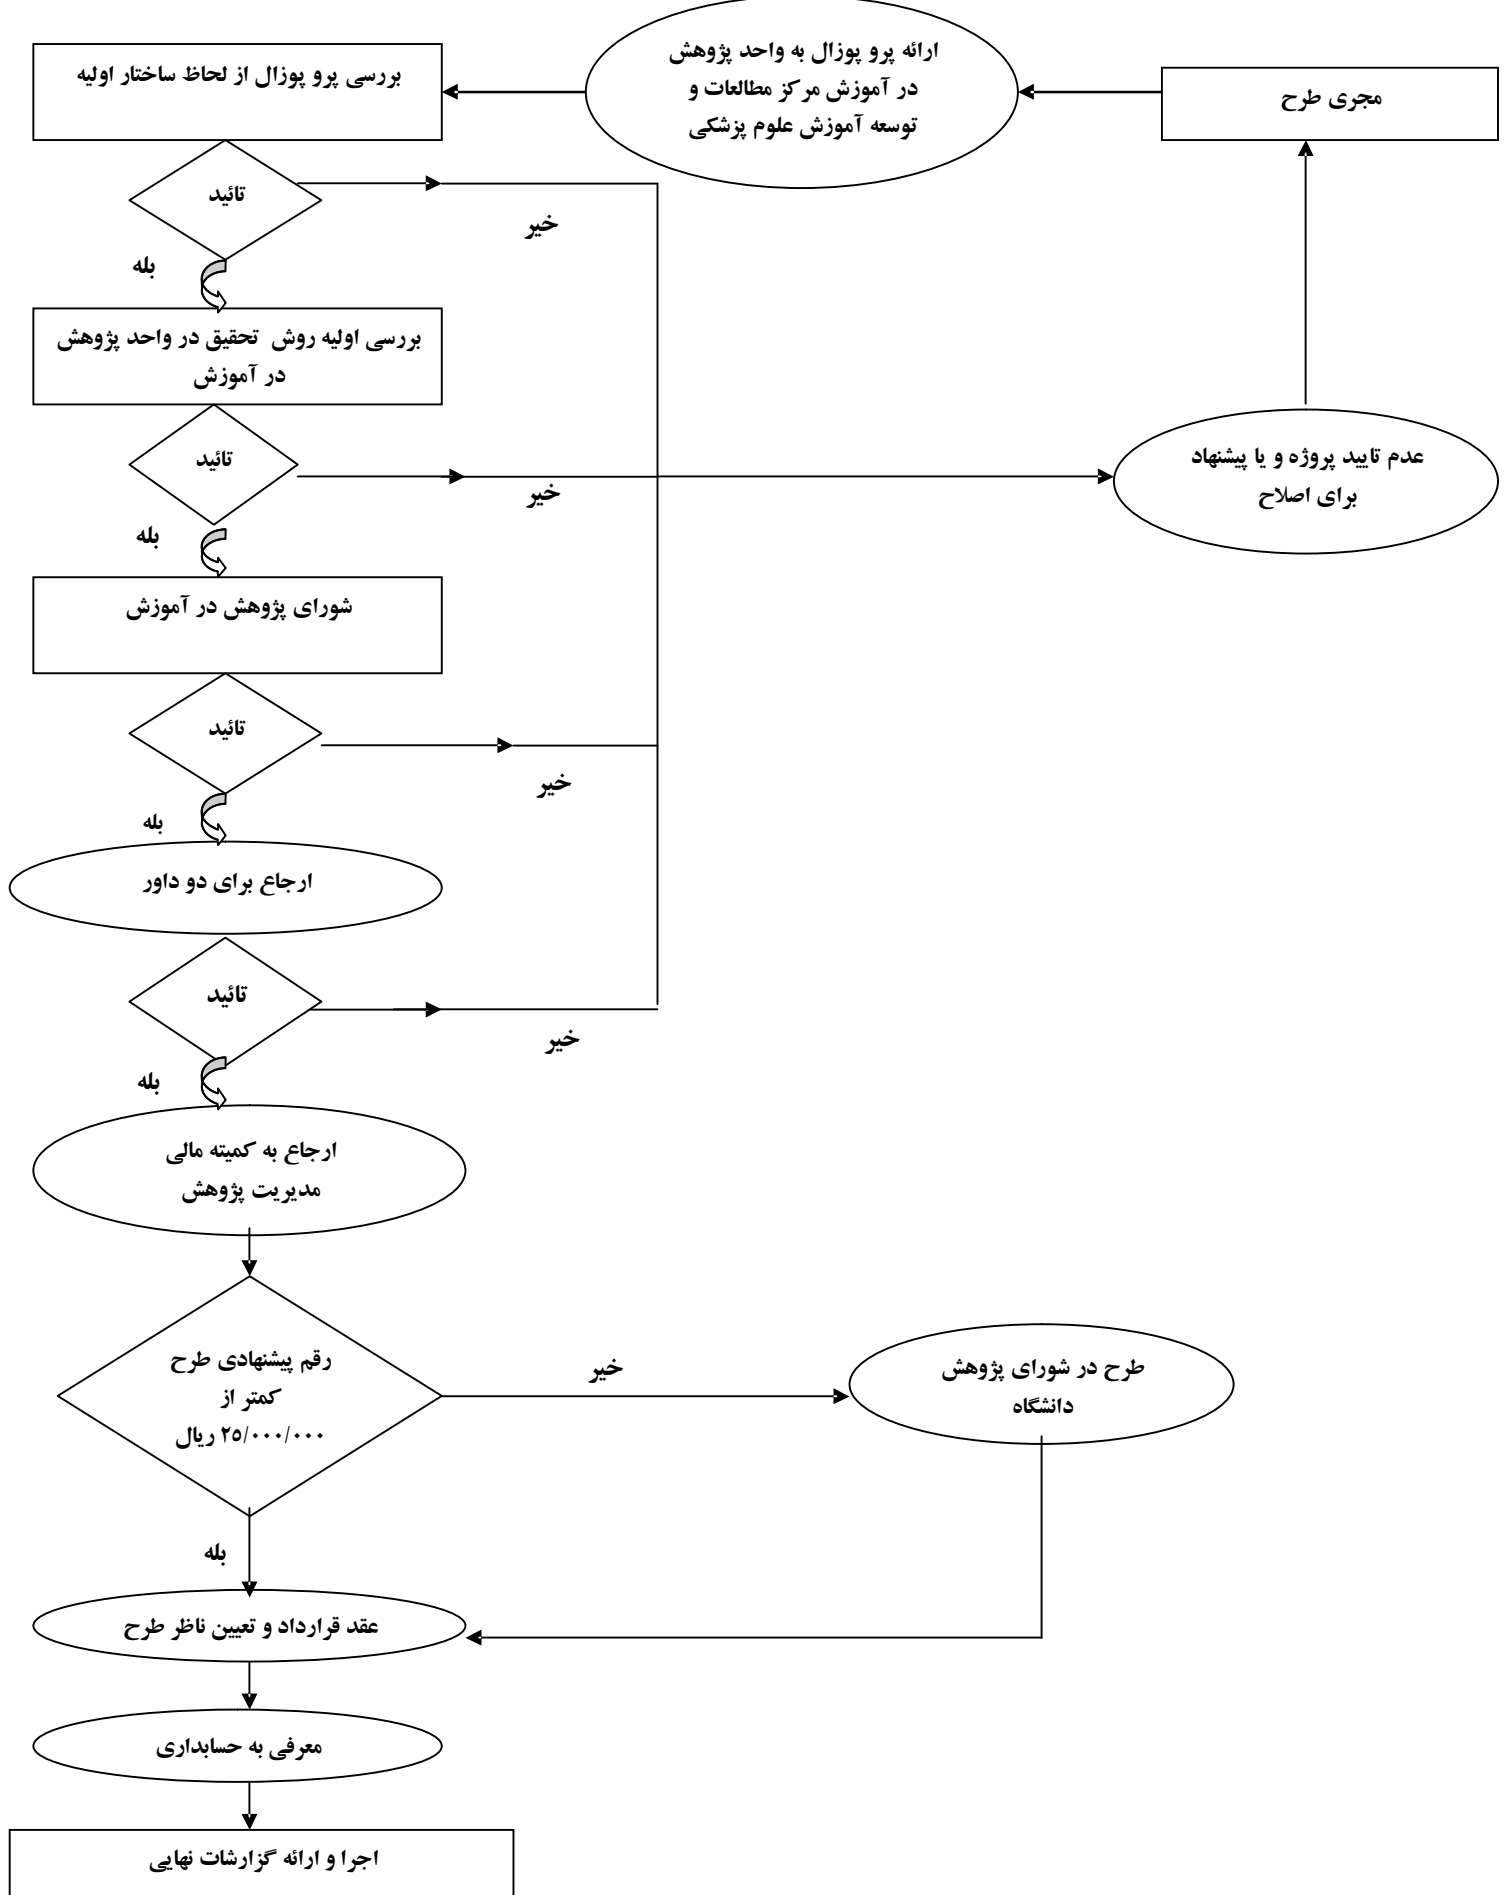 مجری طرح
ارائه پرو پوزال به واحد پژوهش
در آموزش مرکز مطالعات و
توسعه آموزش علوم پزشکی
بررسی پرو پوزال از لحاظ ساختار اولیه
تائید
خیر
بله
بررسی اولیه روش تحقیق در واحد پژوهش
در آموزش
تائید
خیر
بله
عدم تایید پروژه و یا پیشنهاد
برای اصلاح
شورای پژوهش در آموزش
تائید
خیر
بله
ارجاع برای دو داور
تائید
خیر
بله
ارجاع به کمیته مالی
مدیریت پژوهش
رقم پیشنهادی طرح
کمتر از
۲۵/۰۰۰/۰۰۰ ریال
خیر
طرح در شورای پژوهش
دانشگاه
بله
عقد قرارداد و تعیین ناظر طرح
معرفی به حسابداری
اجرا و ارائه گزارشات نهایی